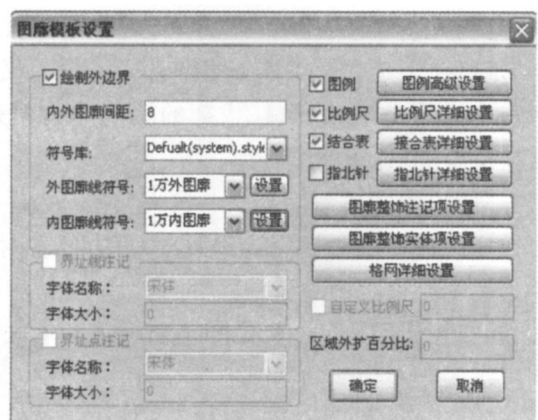 图廓模板设置
绘制外边界
内外图廓间距: 8
符号库: Defualt(system).style
外图廓线符号: 1万外图廓 设置
内图廓线符号: 1万内图廓 设置
界址线注记
字体名称: 宋体
字体大小: 0
界址点注记
字体名称: 宋体
字体大小: 0
图例 图例高级设置
比例尺 比例尺详细设置
结合表 接合表详细设置
指北针 指北针详细设置
图廓整饰注记项设置
图廓整饰实体项设置
格网详细设置
自定义比例尺 0
区域外扩百分比: 0
确定 取消